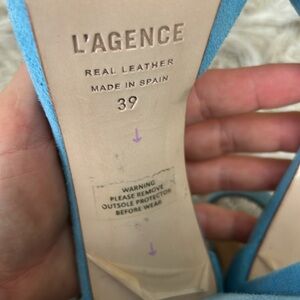 L'AGENCE
REAL LEATHER
MADE IN SPAIN
39
WARNING
PLEASE REMOVE
OUTSOLE PROTECTOR
BEFORE WEAR